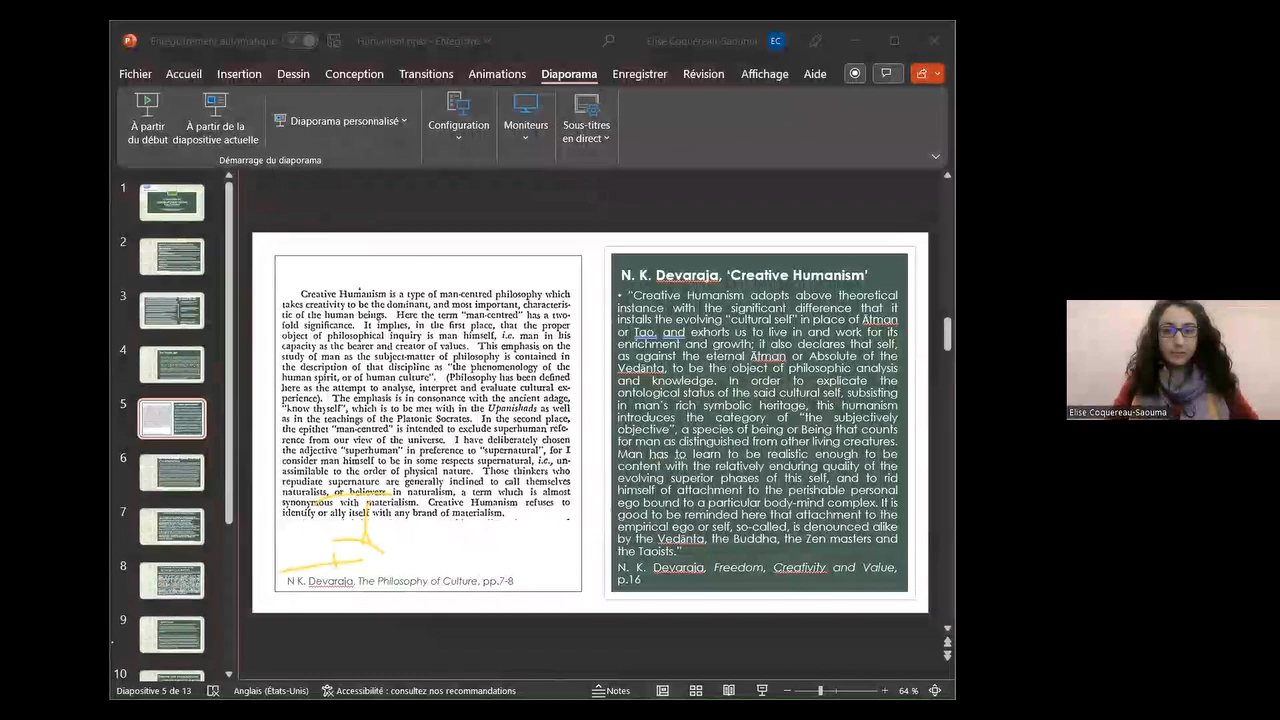 Enregistrement automatique
Humanism.pptx - Enregistré
Elise Coquereau-Saouma
EC
Fichier Accueil Insertion Dessin Conception Transitions Animations Diaporama Enregistrer Révision Affichage Aide
À partir du début
À partir de la diapositive actuelle
Diaporama personnalisé
Configuration
Moniteurs
Sous-titres en direct
Démarrage du diaporama
1
2
3
4
5
6
7
8
9
10
Creative Humanism is a type of man-centred philosophy which
takes creativity to be the dominant, and most important, characteris-
tic of the human beings. Here the term "man-centred" has a two-
fold significance. It implies, in the first place, that the proper
object of philosophical inquiry is man himself, i.e. man in his
capacity as the bearer and creator of values. This emphasis on the
study of man as the subject-matter of philosophy is contained in
the description of that discipline as "the phenomenology of the
human spirit, or of human culture". (Philosophy has been defined
here as the attempt to analyse, interpret and evaluate cultural ex-
perience). The emphasis is in consonance with the ancient adage,
"know thyself", which is to be met with in the Upanishads as well
as in the teachings of the Platonic Socrates. In the second place,
the epithet "man-centred" is intended to exclude superhuman refe-
rence from our view of the universe. I have deliberately chosen
the adjective "superhuman" in preference to "supernatural", for I
consider man himself to be in some respects supernatural, i.e., un-
assimilable to the order of physical nature. Those thinkers who
repudiate supernature are generally inclined to call themselves
naturalists, or believers in naturalism, a term which is almost
synonymous with materialism. Creative Humanism refuses to
identify or ally itself with any brand of materialism.
N K. Devaraja, The Philosophy of Culture, pp.7-8
N. K. Devaraja, ‘Creative Humanism’
• "Creative Humanism adopts above theoretical
instance with the significant difference that it
installs the evolving "cultural self" in place of Ātman
or Tao, and exhorts us to live in and work for its
enrichment and growth; it also declares that self,
as against the eternal Ātman or Absolute of the
Vedānta, to be the object of philosophic analysis
and knowledge. In order to explicate the
ontological status of the said cultural self, subsisting
in man's rich symbolic heritage, this humanism
introduces the category of "the subjectively
objective", a species of being or Being that counts
for man as distinguished from other living creatures.
Man has to learn to be realistic enough to be
content with the relatively enduring quality of the
evolving superior phases of this self, and to rid
himself of attachment to the perishable personal
ego bound to a particular body-mind complex. It is
good to be reminded here that attachment to the
empirical ego or self, so-called, is denounced alike
by the Vedānta, the Buddha, the Zen masters and
the Taoists."
N. K. Devaraja, Freedom, Creativity and Value,
p.16
Elise Coquereau-Saouma
Diapositive 5 de 13
Anglais (États-Unis)
Accessibilité : consultez nos recommandations
Notes
64 %